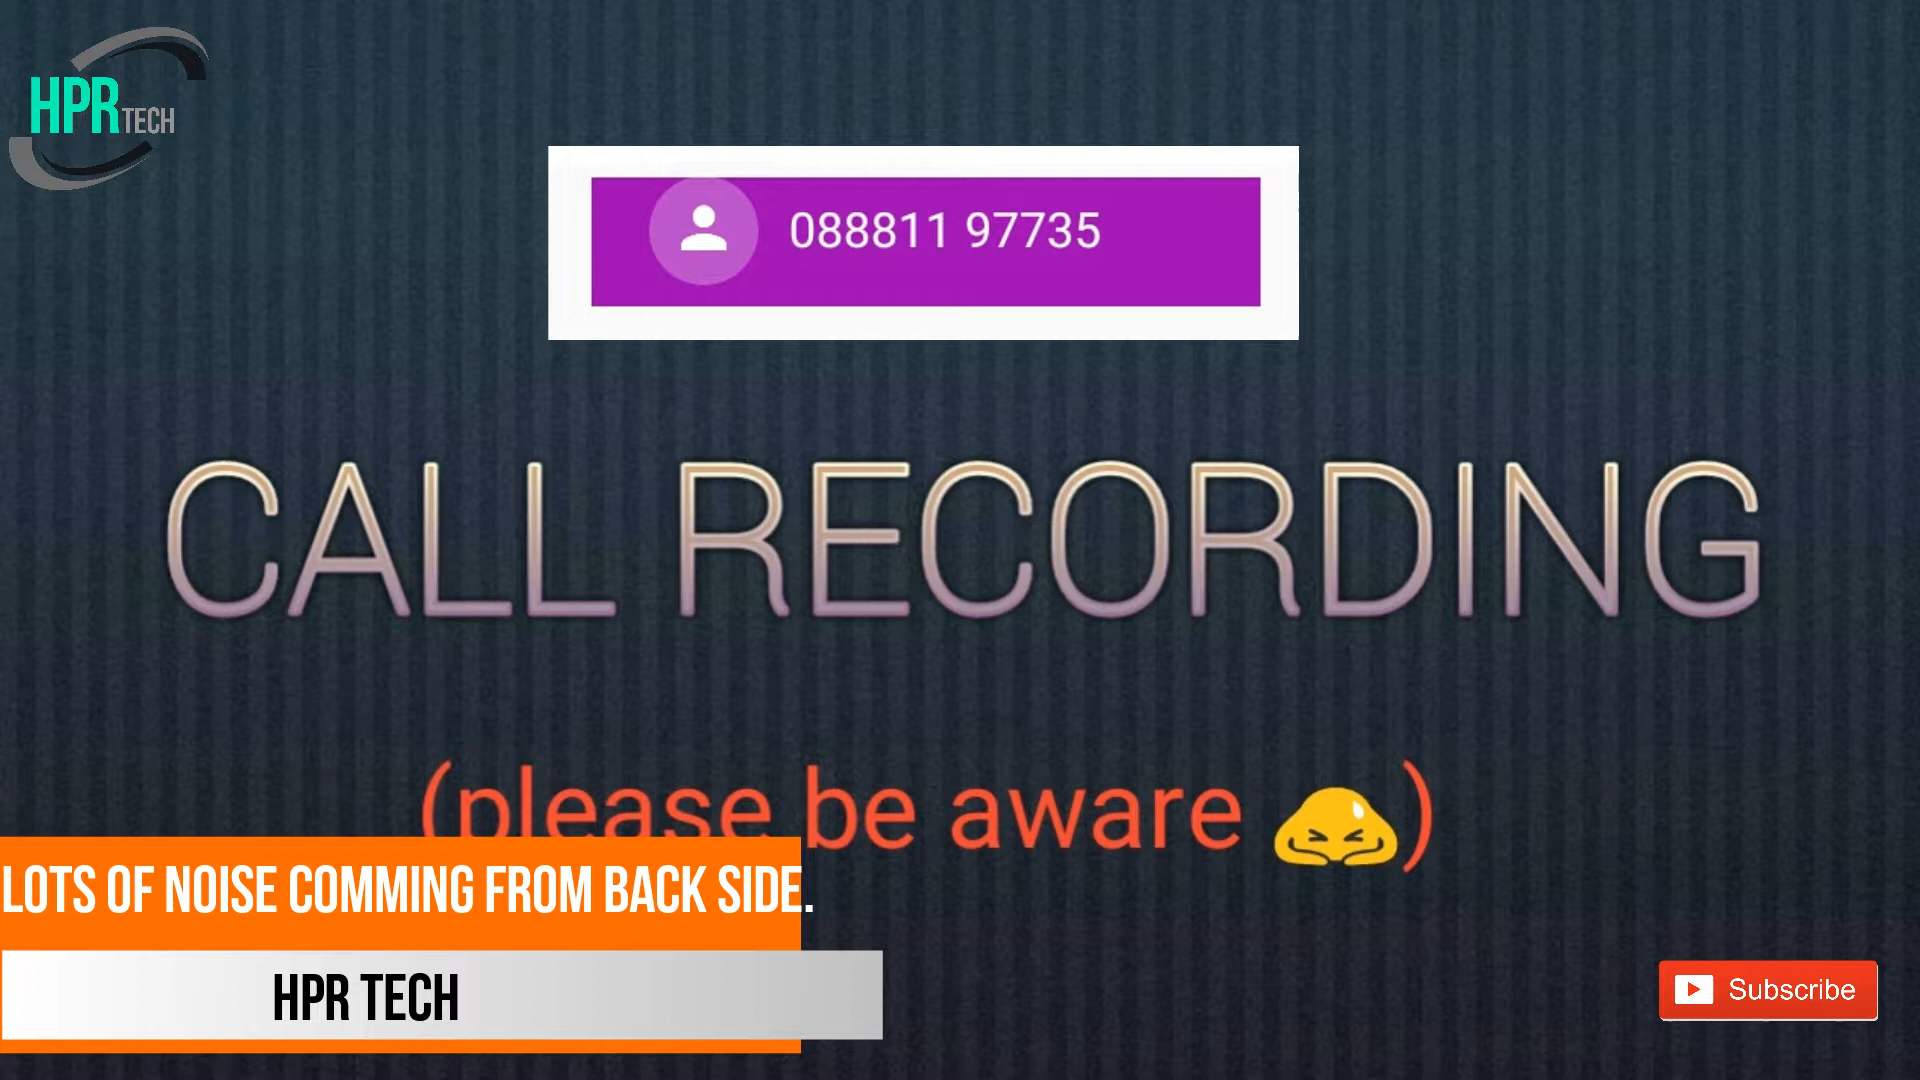 HPR TECH
088811 97735
CALL RECORDING
(please be aware 🙇)
LOTS OF NOISE COMMING FROM BACK SIDE.
HPR TECH
Subscribe